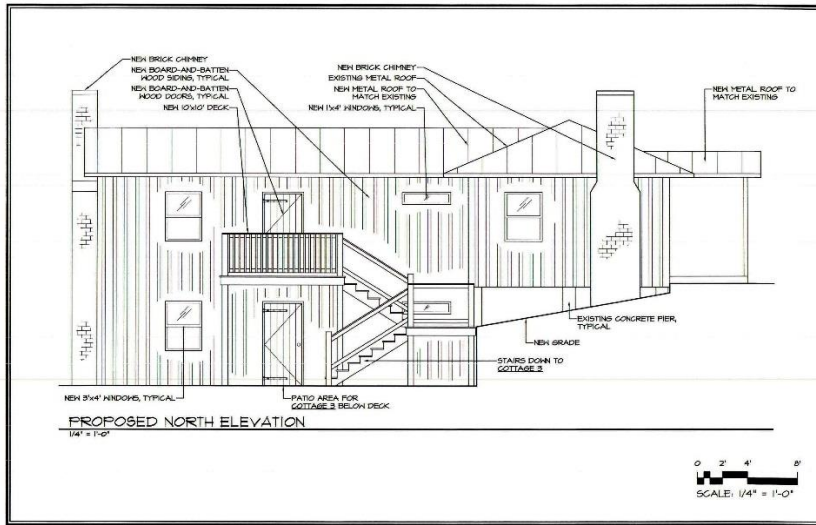 NEW BRICK CHIMNEY
NEW BOARD-AND-BATTEN
WOOD SIDING, TYPICAL
NEW BOARD-AND-BATTEN
WOOD DOORS, TYPICAL
NEW 10'x10' DECK
NEW BRICK CHIMNEY
EXISTING METAL ROOF
NEW METAL ROOF TO
MATCH EXISTING
NEW 1'x4' WINDOWS, TYPICAL
NEW METAL ROOF TO
MATCH EXISTING
EXISTING CONCRETE PIER,
TYPICAL
NEW GRADE
STAIRS DOWN TO
COTTAGE 3
NEW 3'x4' WINDOWS, TYPICAL
PATIO AREA FOR
COTTAGE 3 BELOW DECK
PROPOSED NORTH ELEVATION
1/4" = 1'-0"
0 2' 4' 8'
SCALE: 1/4" = 1'-0"